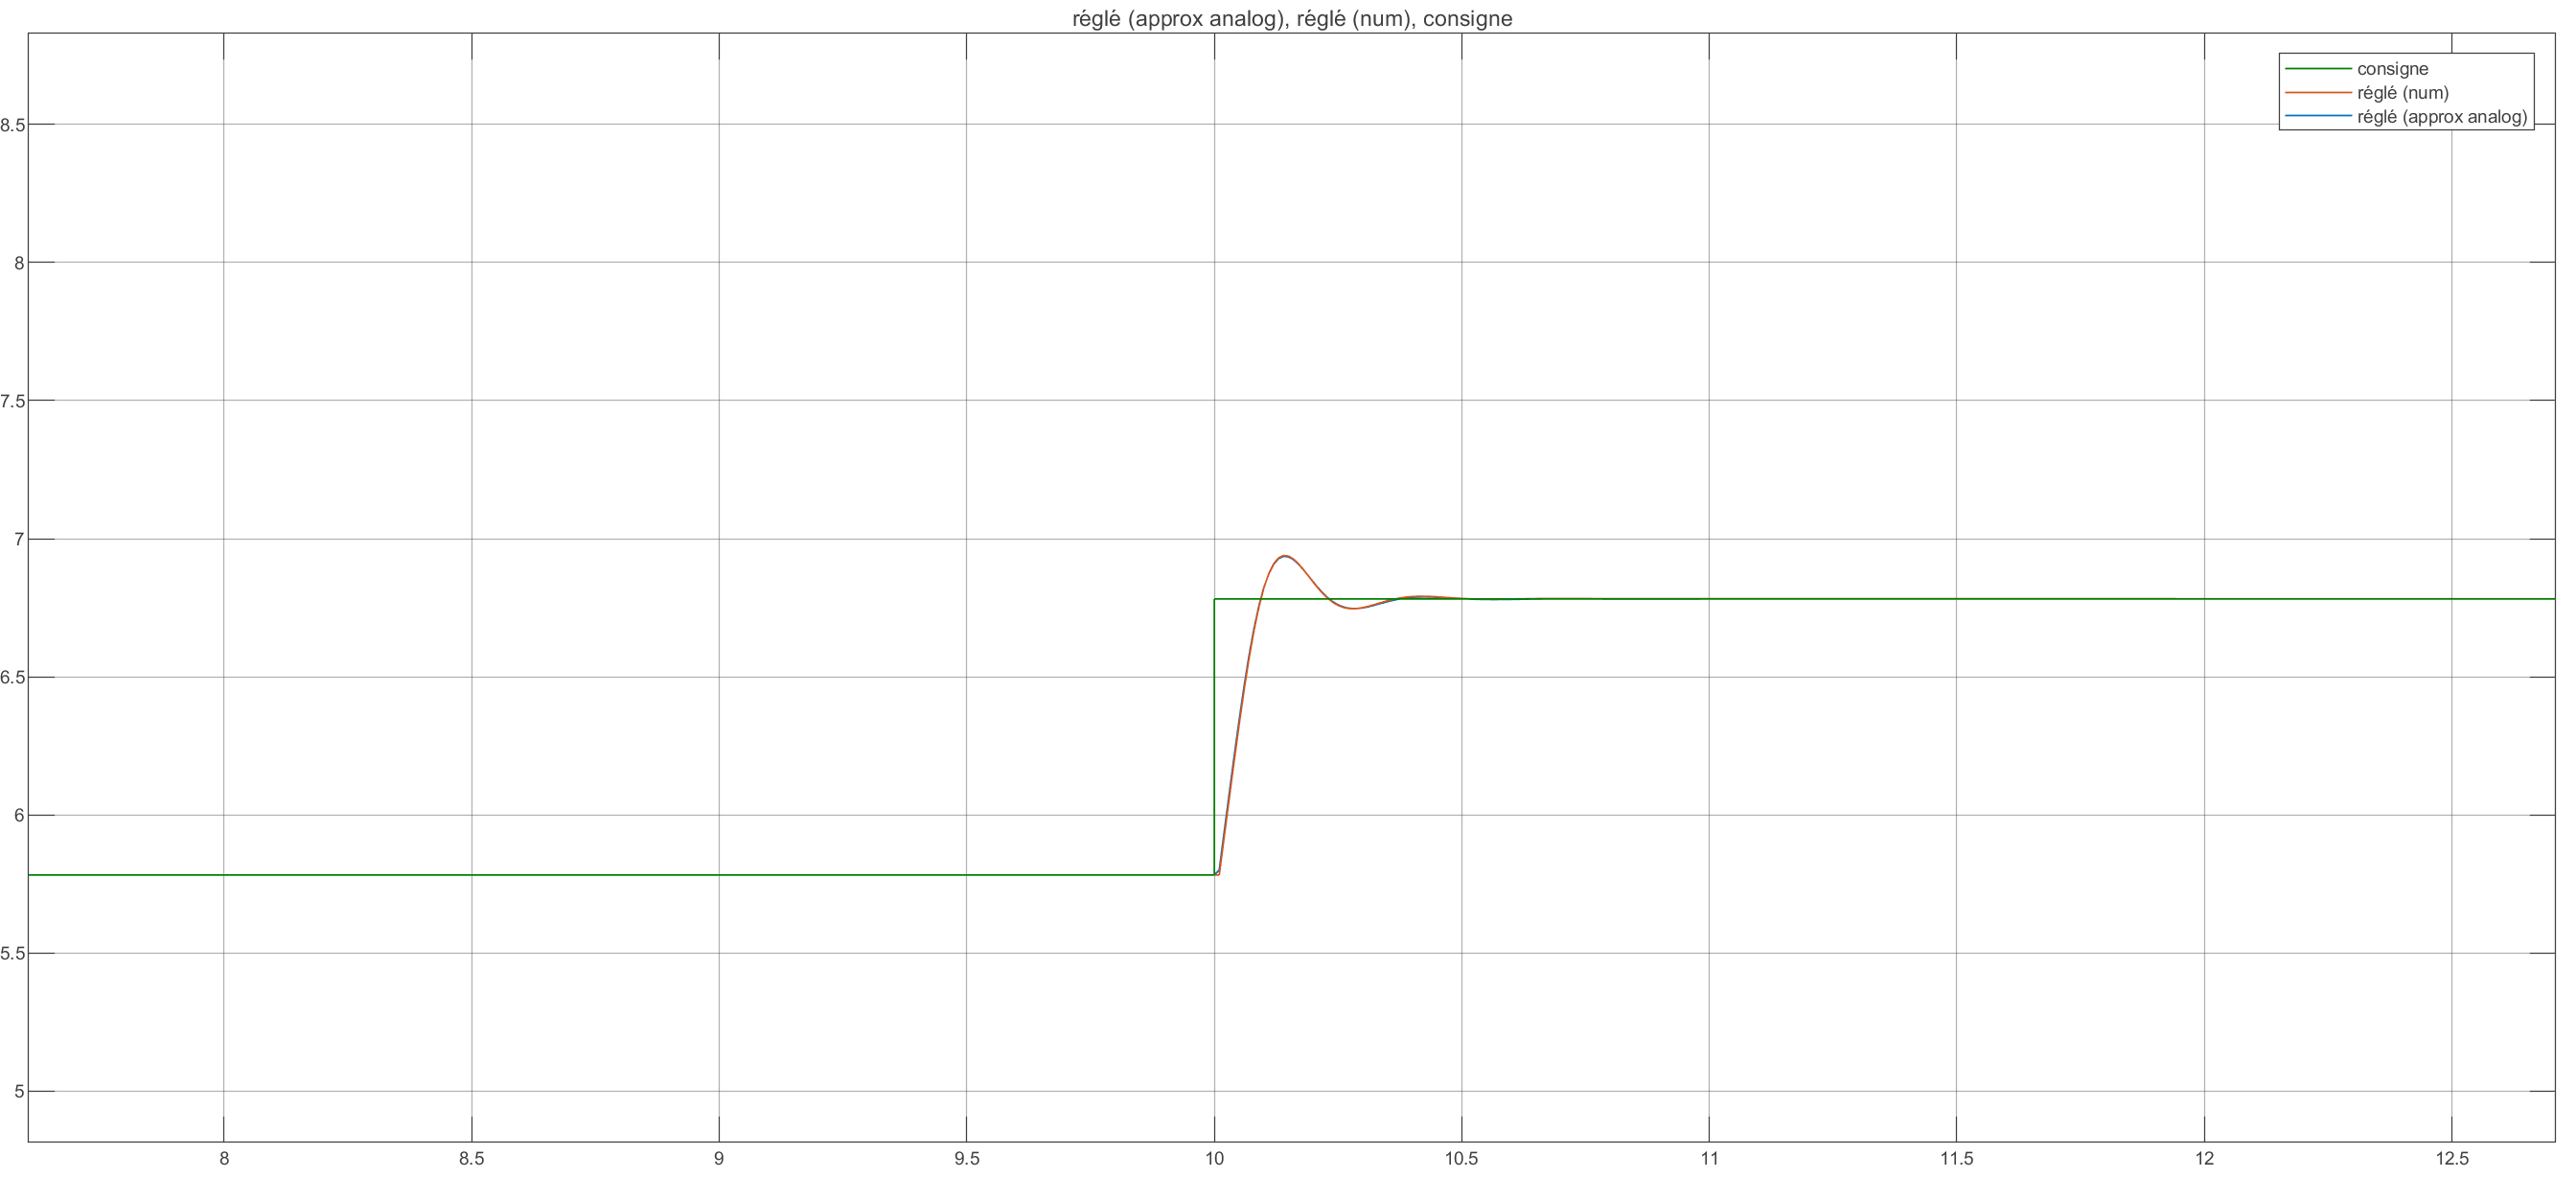 réglé (approx analog), réglé (num), consigne
consigne
réglé (num)
réglé (approx analog)
8.5
8
7.5
7
6.5
6
5.5
5
8 8.5 9 9.5 10 10.5 11 11.5 12 12.5